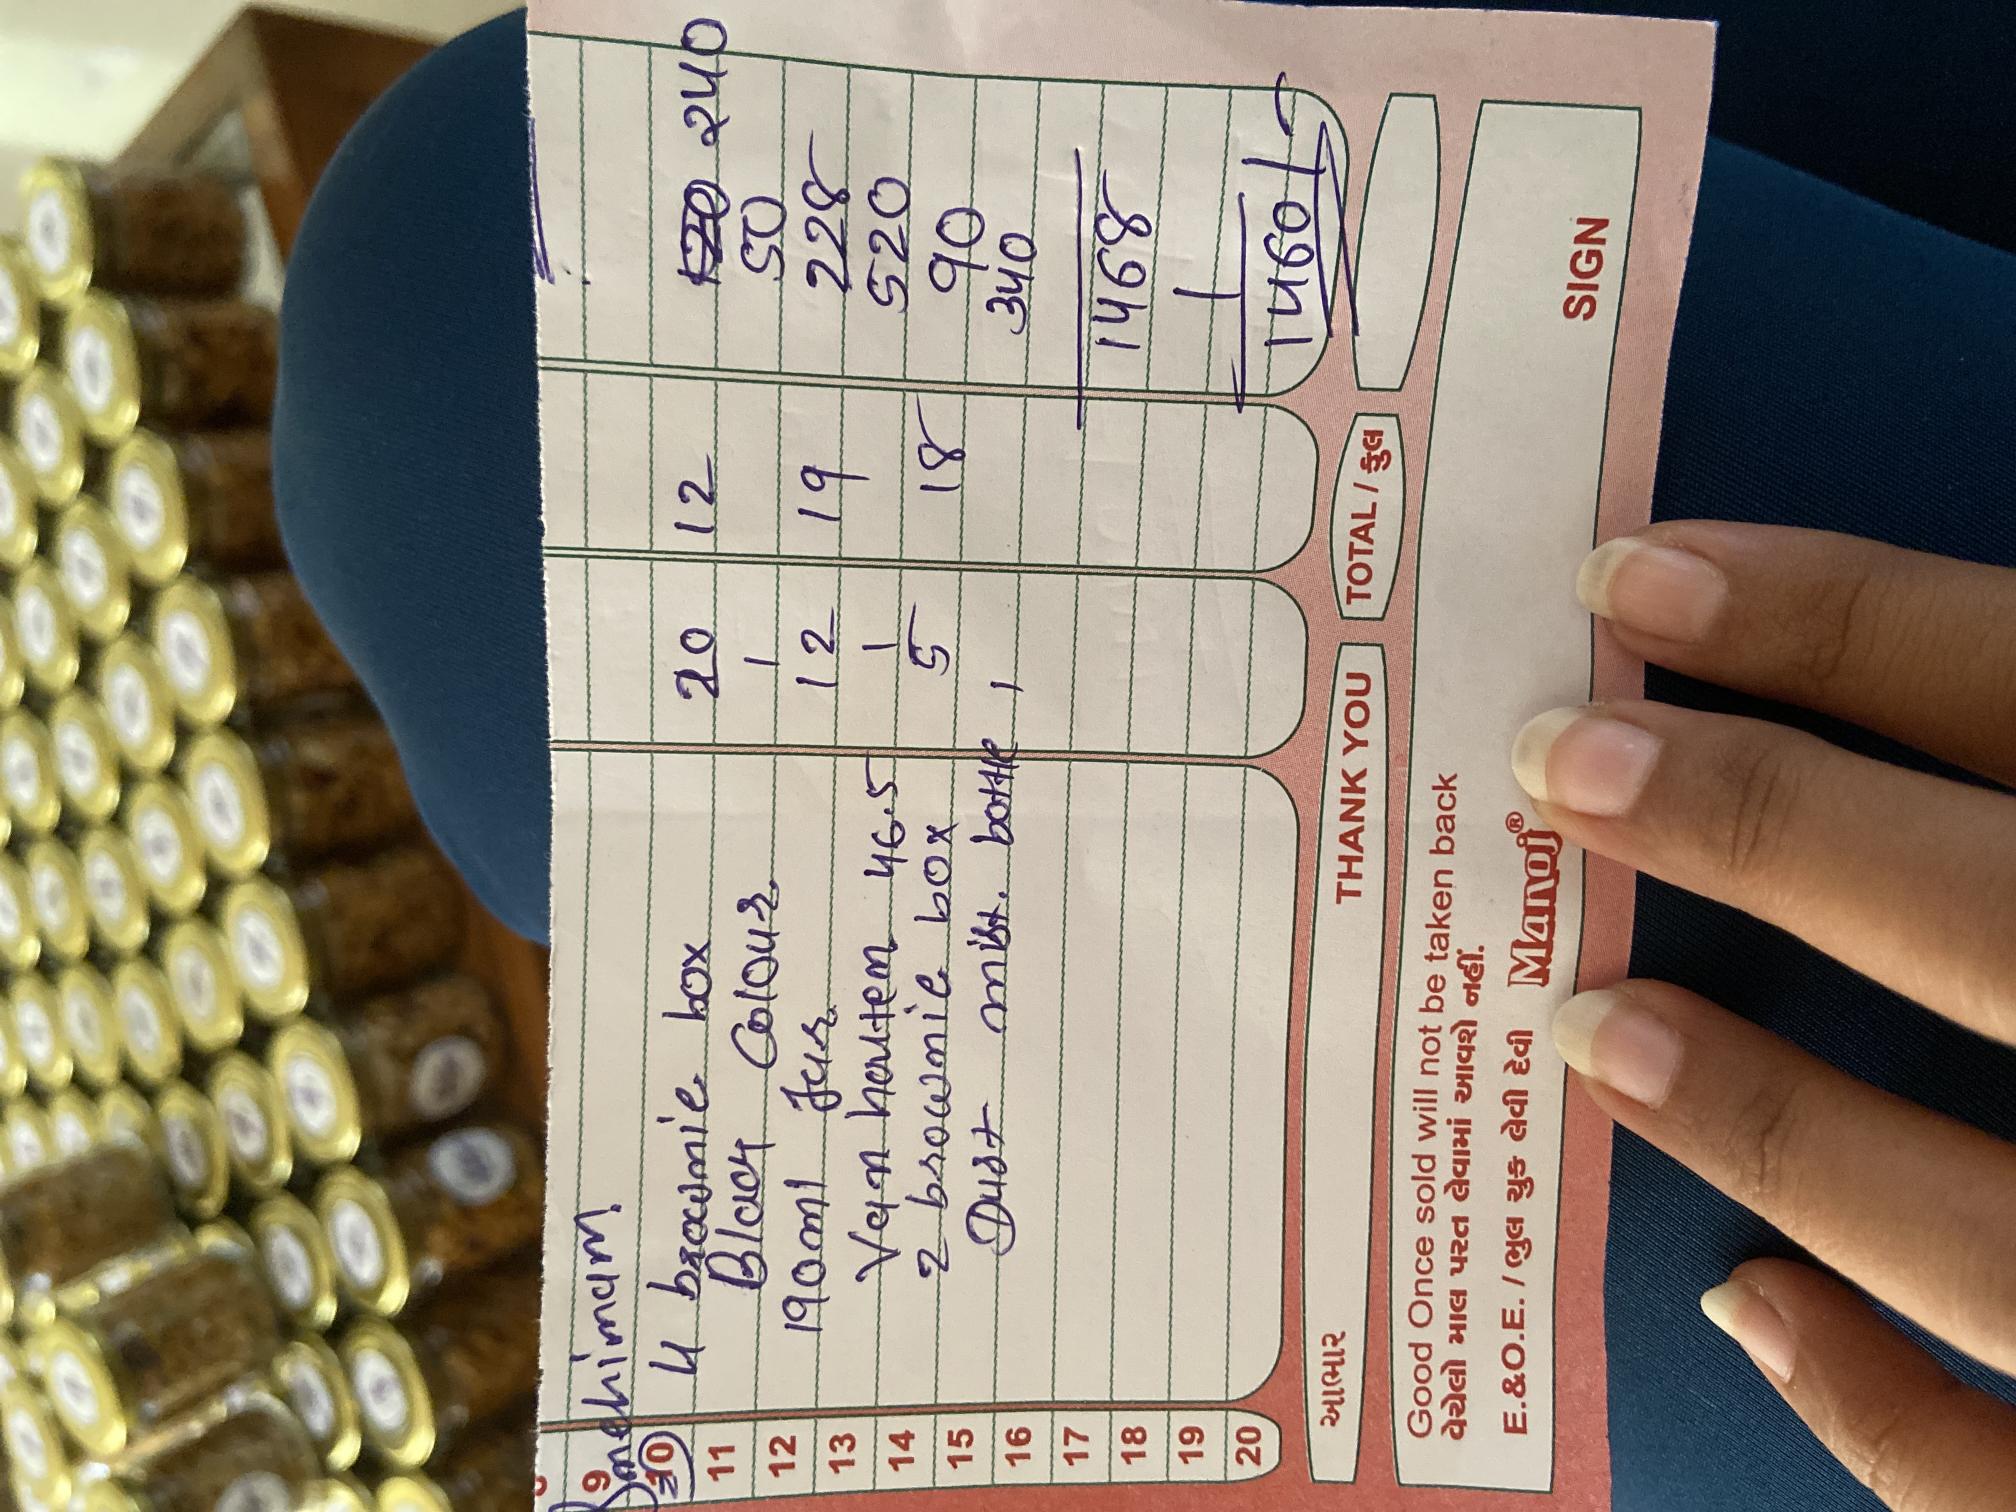 9
10 4 brownie box 20 12 240
11 Black Colour 1 50
12 190ml Jar 12 19 228
13 Van houten 46.5 1 520
14 2 brownie box 5 18 90
15 Dust mist. bottle 1 340
16
17 1468
18
19 1460/-
20
આભાર THANK YOU TOTAL / કુલ
Good Once sold will not be taken back
વેચેલો માલ પરત લેવામાં આવશે નહીં.
E.&O.E. / ભુલ ચુક લેવી દેવી Manoj® SIGN